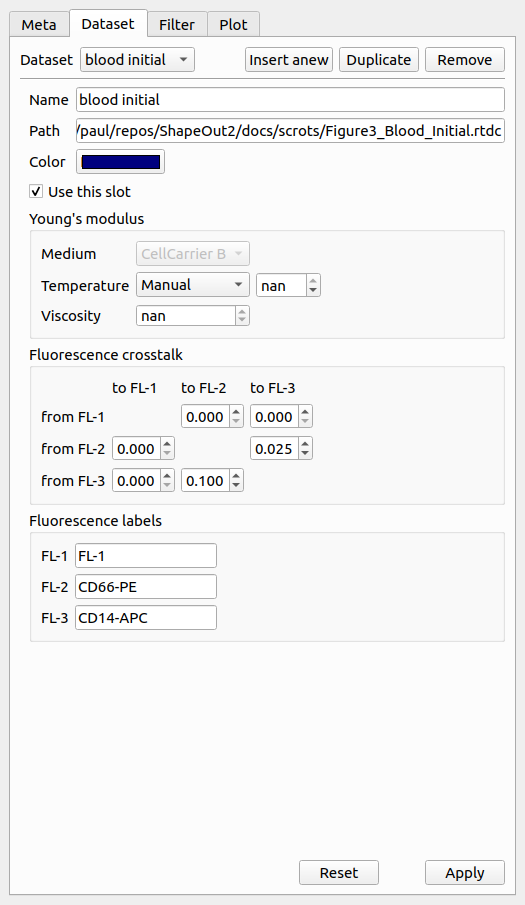 Meta Dataset Filter Plot
Dataset blood initial Insert anew Duplicate Remove
Name blood initial
Path /paul/repos/ShapeOut2/docs/scrots/Figure3_Blood_Initial.rtdc
Color
Use this slot
Young's modulus
Medium CellCarrier B
Temperature Manual nan
Viscosity nan
Fluorescence crosstalk
to FL-1 to FL-2 to FL-3
from FL-1 0.000 0.000
from FL-2 0.000 0.025
from FL-3 0.000 0.100
Fluorescence labels
FL-1 FL-1
FL-2 CD66-PE
FL-3 CD14-APC
Reset Apply